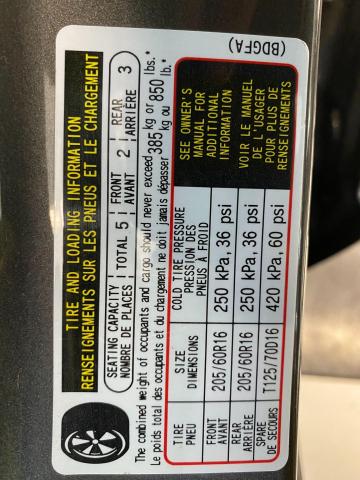 TIRE AND LOADING INFORMATION
RENSEIGNEMENTS SUR LES PNEUS ET LE CHARGEMENT
SEATING CAPACITY
NOMBRE DE PLACES
TOTAL 5
FRONT
AVANT 2
REAR
ARRIÈRE 3
The combined weight of occupants and cargo should never exceed 385 kg or 850 lbs.*
Le poids total des occupants et du chargement ne doit jamais dépasser 385 kg ou 850 lb.*
TIRE
PNEU
SIZE
DIMENSIONS
COLD TIRE PRESSURE
PRESSION DES
PNEUS À FROID
FRONT
AVANT
205/60R16
250 kPa, 36 psi
REAR
ARRIÈRE
205/60R16
250 kPa, 36 psi
SPARE
DE SECOURS
T125/70D16
420 kPa, 60 psi
SEE OWNER'S
MANUAL FOR
ADDITIONAL
INFORMATION
VOIR LE MANUEL
DE L'USAGER
POUR PLUS DE
RENSEIGNEMENTS
(BDGFA)